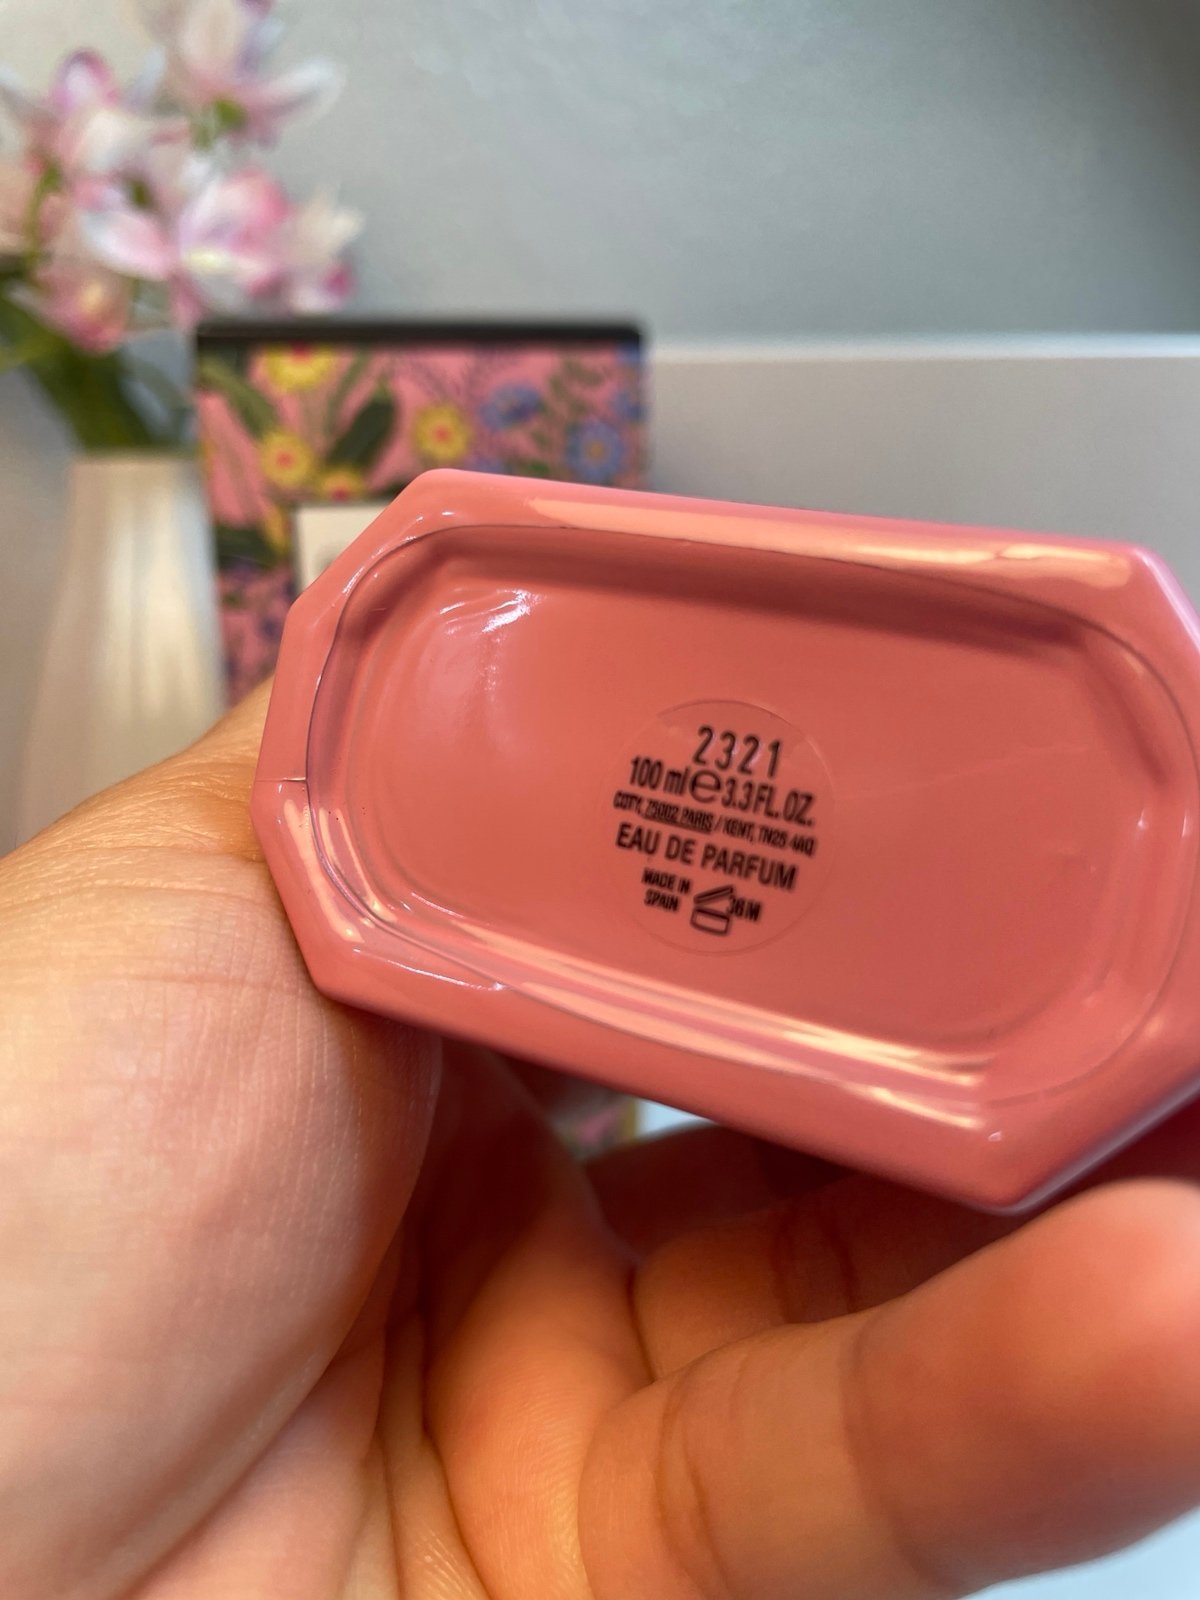 2321
100 ml ℮ 3.3 FL. OZ.
COTY, 75002 PARIS / KENT, TN25 4AQ
EAU DE PARFUM
MADE IN
SPAIN
36 M